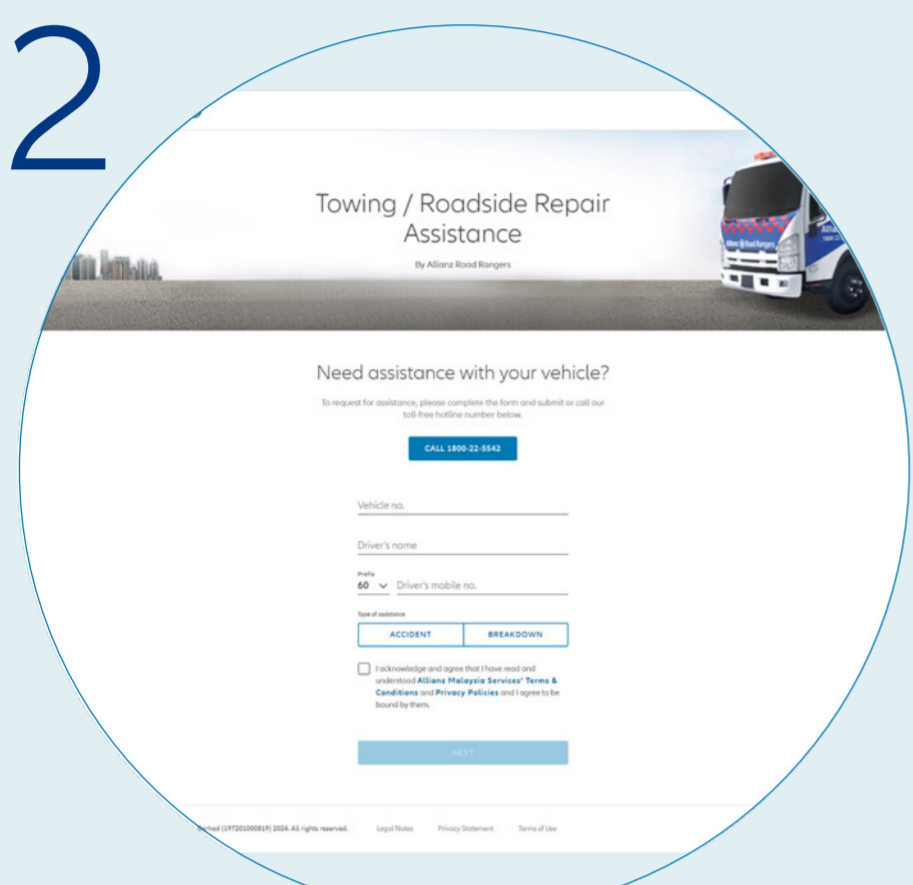 2
Towing / Roadside Repair
Assistance
By Allianz Road Rangers
Allianz Road Rangers
Need assistance with your vehicle?
To request for assistance, please complete the form and submit or call our
toll-free hotline number below.
CALL 1800-22-5542
Vehicle no.
Driver's name
Prefix
60 Driver's mobile no.
Type of assistance
ACCIDENT BREAKDOWN
I acknowledge and agree that I have read and
understood Allianz Malaysia Services' Terms &
Conditions and Privacy Policies and I agree to be
bound by them.
NEXT
(197201000819) 2024. All rights reserved. Legal Notes Privacy Statement Terms of Use